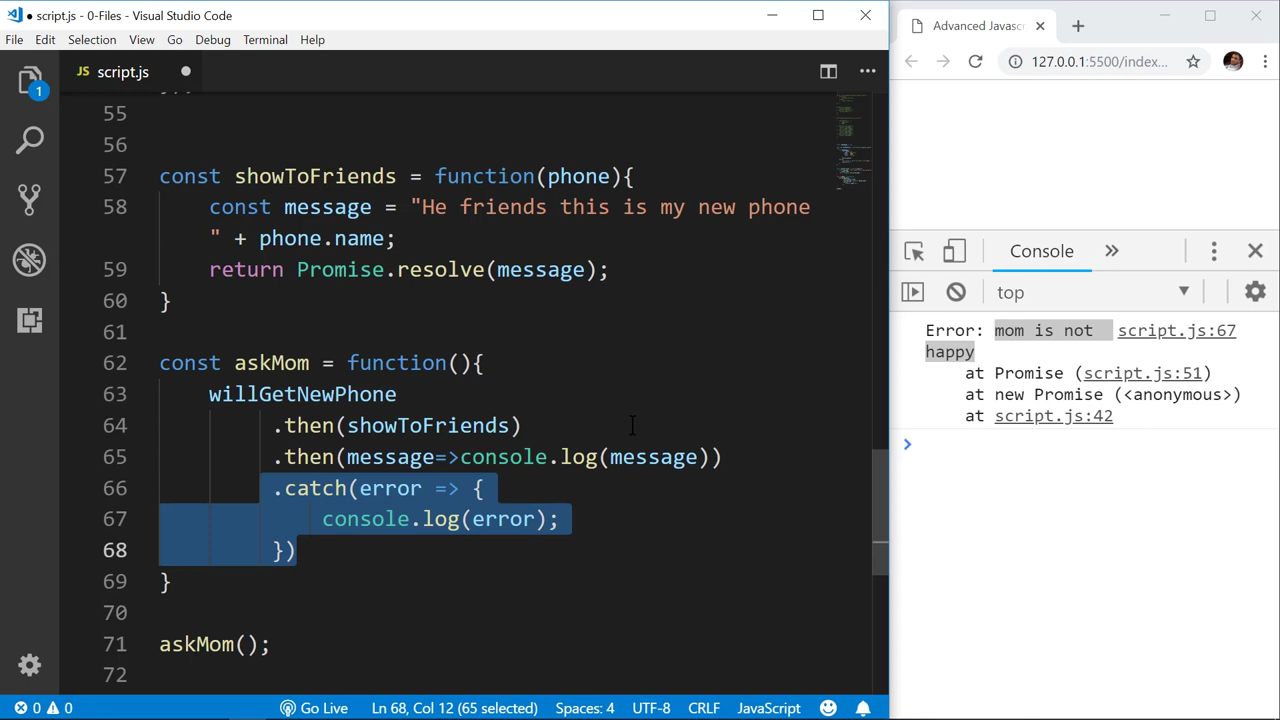 ● script.js - 0-Files - Visual Studio Code
File Edit Selection View Go Debug Terminal Help
1
JS script.js ●
55
56
57 const showToFriends = function(phone){
58 const message = "He friends this is my new phone
" + phone.name;
59 return Promise.resolve(message);
60 }
61
62 const askMom = function(){
63 willGetNewPhone
64 .then(showToFriends)
65 .then(message=>console.log(message))
66 .catch(error => {
67 console.log(error);
68 })
69 }
70
71 askMom();
72
0 0 Go Live Ln 68, Col 12 (65 selected) Spaces: 4 UTF-8 CRLF JavaScript
Advanced Javasc
127.0.0.1:5500/index...
Console
top
Error: mom is not script.js:67
happy
at Promise (script.js:51)
at new Promise (<anonymous>)
at script.js:42